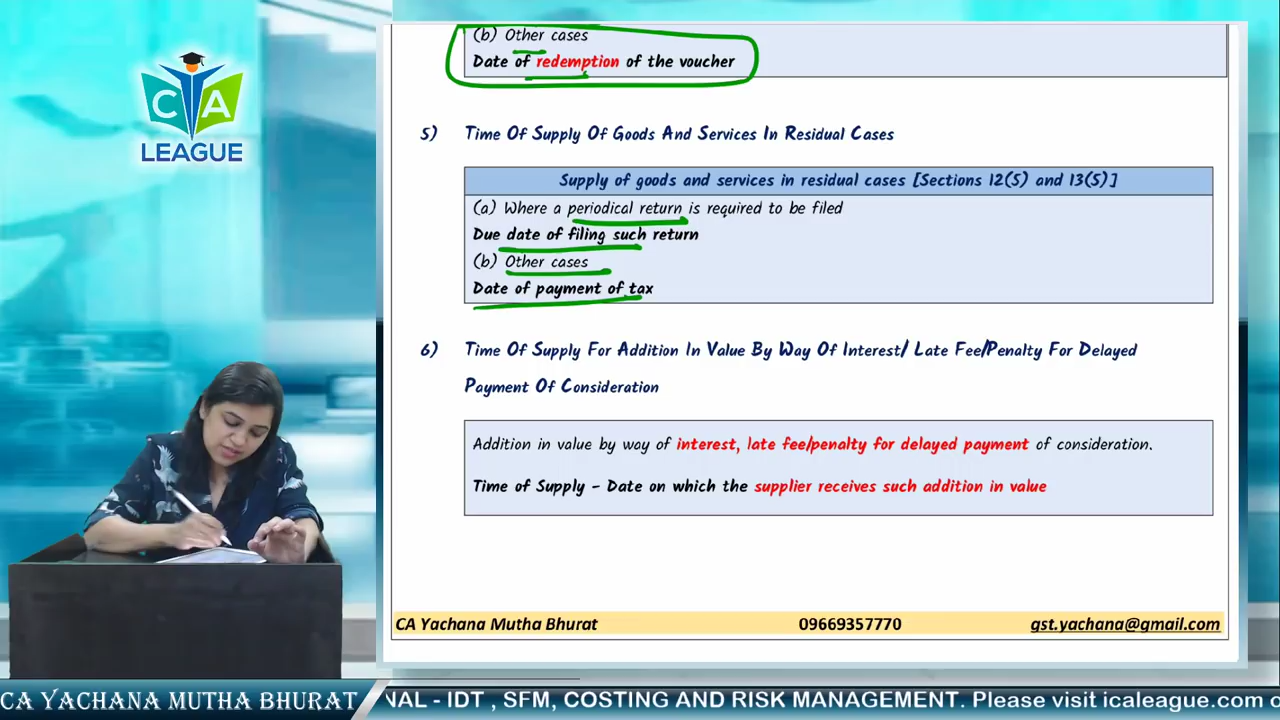 (b) Other cases
Date of redemption of the voucher
CA
LEAGUE
5) Time Of Supply Of Goods And Services In Residual Cases
Supply of goods and services in residual cases [Sections 12(5) and 13(5)]
(a) Where a periodical return is required to be filed
Due date of filing such return
(b) Other cases
Date of payment of tax
6) Time Of Supply For Addition In Value By Way Of Interest/ Late Fee/Penalty For Delayed
Payment Of Consideration
Addition in value by way of interest, late fee/penalty for delayed payment of consideration.
Time of Supply – Date on which the supplier receives such addition in value
CA Yachana Mutha Bhurat 09669357770 gst.yachana@gmail.com
CA YACHANA MUTHA BHURAT
NAL - IDT , SFM, COSTING AND RISK MANAGEMENT. Please visit icaleague.com